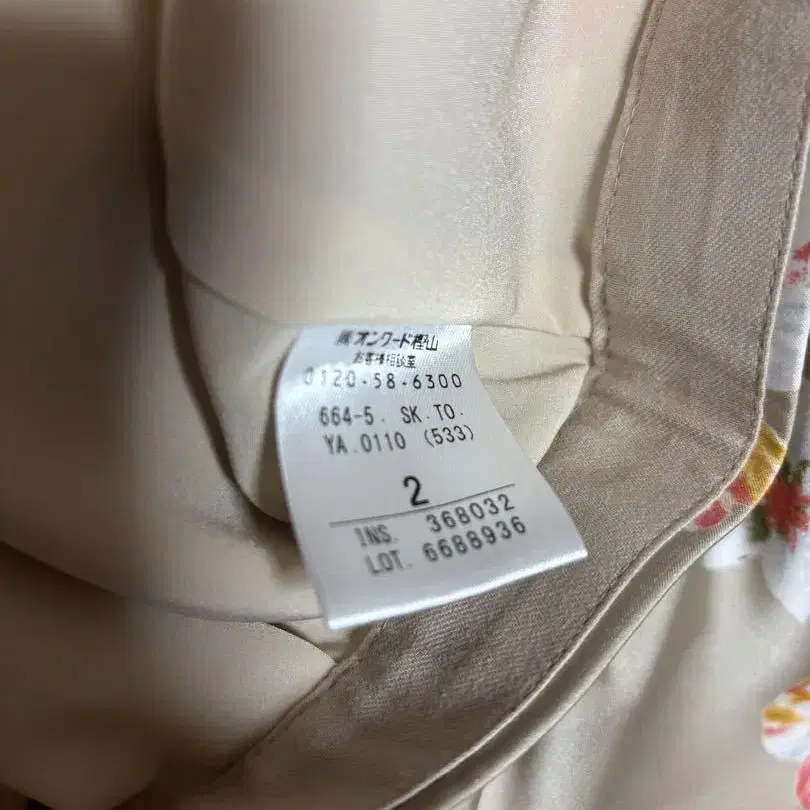 ㈱オンワード樫山
お客様相談室
0120-58-6300
664-5. SK.TO.
YA.0110 (533)
2
INS. 368032
LOT. 6688936